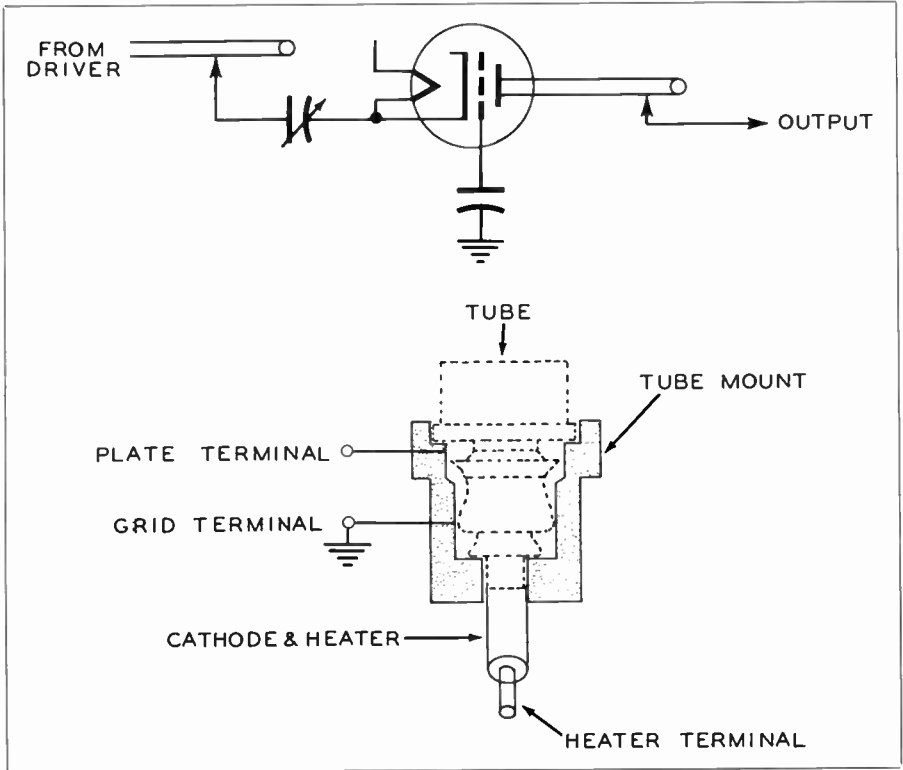 FROM
DRIVER
OUTPUT
TUBE
TUBE MOUNT
PLATE TERMINAL
GRID TERMINAL
CATHODE & HEATER
HEATER TERMINAL